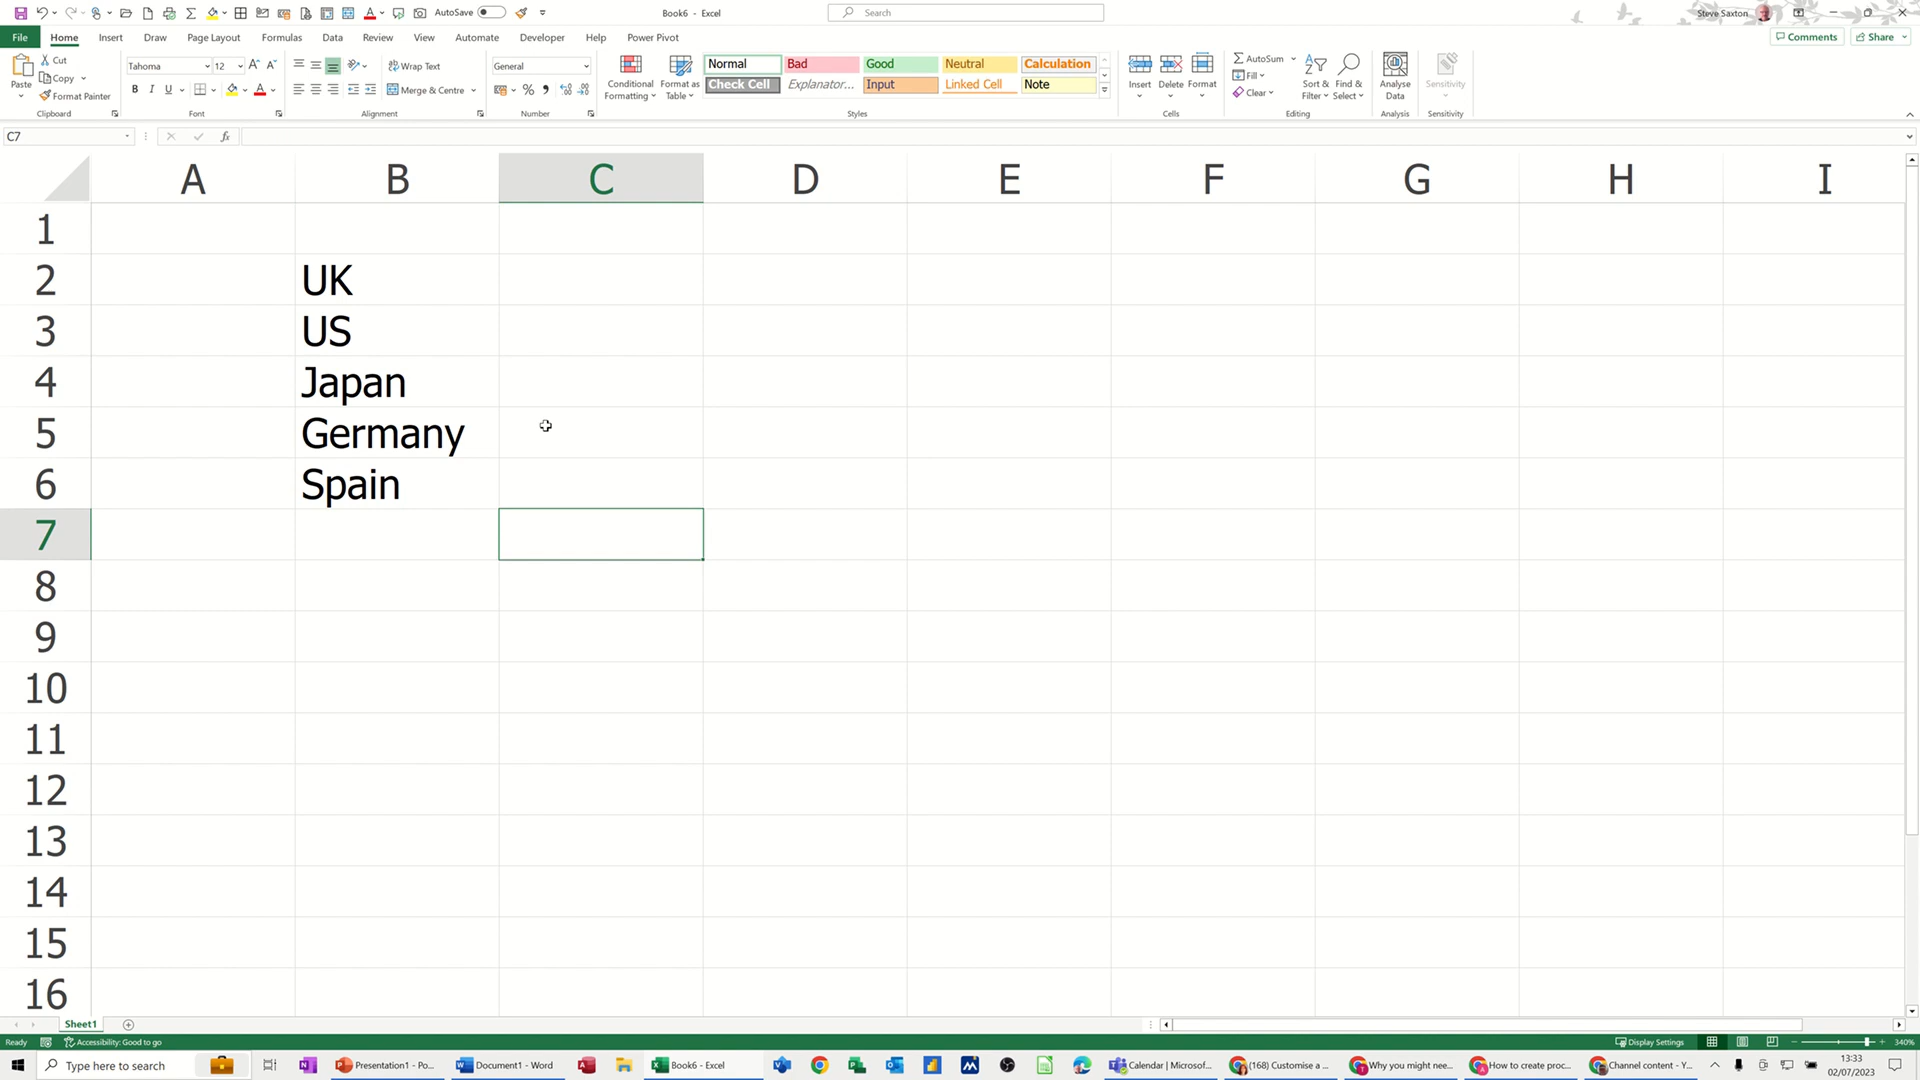 AutoSave
Book6 - Excel
Search
Steve Saxton
File Home Insert Draw Page Layout Formulas Data Review View Automate Developer Help Power Pivot
Comments Share
Paste
Cut
Copy
Format Painter
Clipboard
Tahoma 12
B I U
Font
Wrap Text
Merge & Centre
Alignment
General
Number
Conditional
Formatting
Format as
Table
Normal Bad Good Neutral Calculation
Check Cell Explanator... Input Linked Cell Note
Styles
Insert Delete Format
Cells
AutoSum
Fill
Clear
Sort &
Filter
Find &
Select
Editing
Analyse
Data
Analysis
Sensitivity
Sensitivity
C7
fx
A B C D E F G H I
1
2 UK
3 US
4 Japan
5 Germany
6 Spain
7
8
9
10
11
12
13
14
15
16
Sheet1
Ready Accessibility: Good to go Display Settings 340%
Type here to search
Presentation1 - Po...
Document1 - Word
Book6 - Excel
Calendar | Microsof...
(168) Customise a ...
Why you might nee...
How to create proc...
Channel content - Y...
13:33
02/07/2023